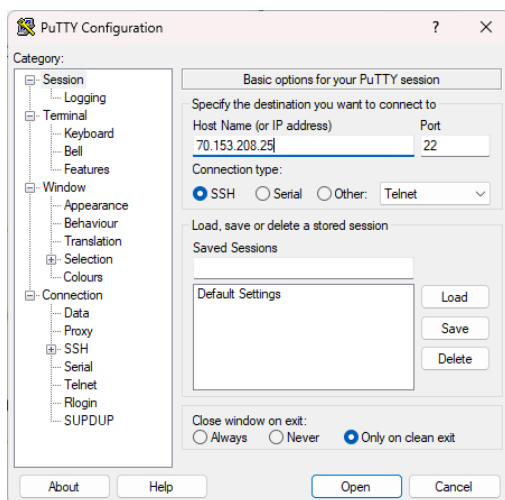 PuTTY Configuration
?
Category:
Session
Logging
Terminal
Keyboard
Bell
Features
Window
Appearance
Behaviour
Translation
Selection
Colours
Connection
Data
Proxy
SSH
Serial
Telnet
Rlogin
SUPDUP
Basic options for your PuTTY session
Specify the destination you want to connect to
Host Name (or IP address) Port
70.153.208.25 22
Connection type:
SSH Serial Other: Telnet
Load, save or delete a stored session
Saved Sessions
Default Settings
Load
Save
Delete
Close window on exit:
Always Never Only on clean exit
About Help Open Cancel